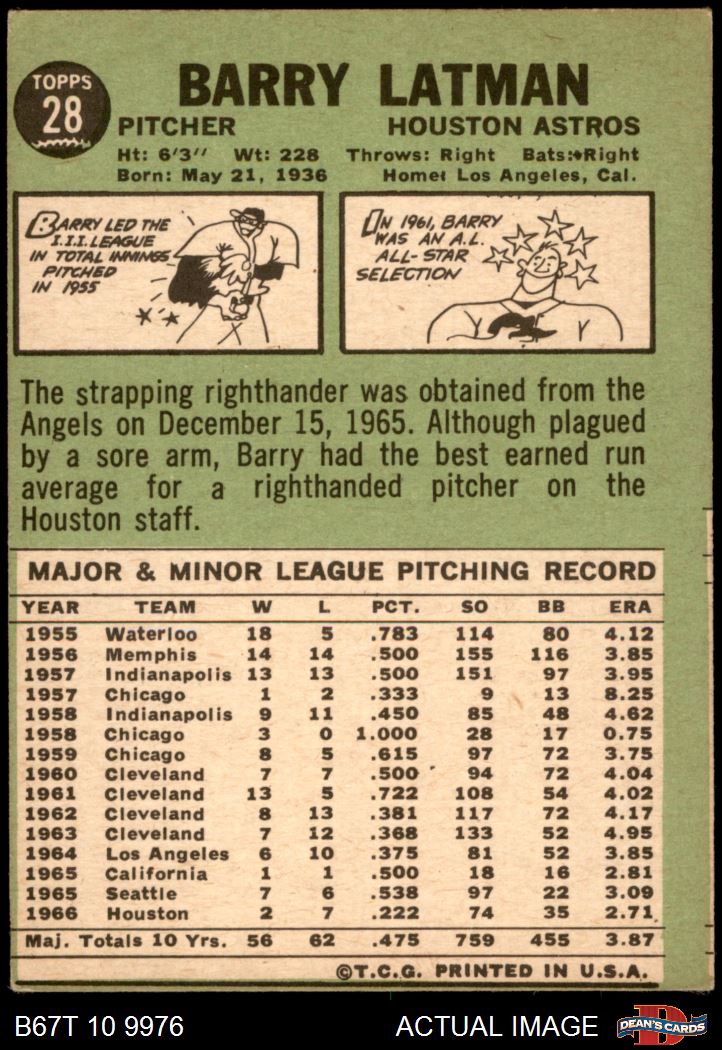 TOPPS
28
BARRY LATMAN
PITCHER HOUSTON ASTROS
Ht: 6'3'' Wt: 228 Throws: Right Bats: Right
Born: May 21, 1936 Home: Los Angeles, Cal.
BARRY LED THE
I.I.I. LEAGUE
IN TOTAL INNINGS
PITCHED
IN 1955
IN 1961, BARRY
WAS AN A.L.
ALL-STAR
SELECTION
The strapping righthander was obtained from the
Angels on December 15, 1965. Although plagued
by a sore arm, Barry had the best earned run
average for a righthanded pitcher on the
Houston staff.
MAJOR & MINOR LEAGUE PITCHING RECORD
YEAR TEAM W L PCT. SO BB ERA
1955 Waterloo 18 5 .783 114 80 4.12
1956 Memphis 14 14 .500 155 116 3.85
1957 Indianapolis 13 13 .500 151 97 3.95
1957 Chicago 1 2 .333 9 13 8.25
1958 Indianapolis 9 11 .450 85 48 4.62
1958 Chicago 3 0 1.000 28 17 0.75
1959 Chicago 8 5 .615 97 72 3.75
1960 Cleveland 7 7 .500 94 72 4.04
1961 Cleveland 13 5 .722 108 54 4.02
1962 Cleveland 8 13 .381 117 72 4.17
1963 Cleveland 7 12 .368 133 52 4.95
1964 Los Angeles 6 10 .375 81 52 3.85
1965 California 1 1 .500 18 16 2.81
1965 Seattle 7 6 .538 97 22 3.09
1966 Houston 2 7 .222 74 35 2.71
Maj. Totals 10 Yrs. 56 62 .475 759 455 3.87
©T.C.G. PRINTED IN U.S.A.
B67T 10 9976 ACTUAL IMAGE D DEAN'S CARDS